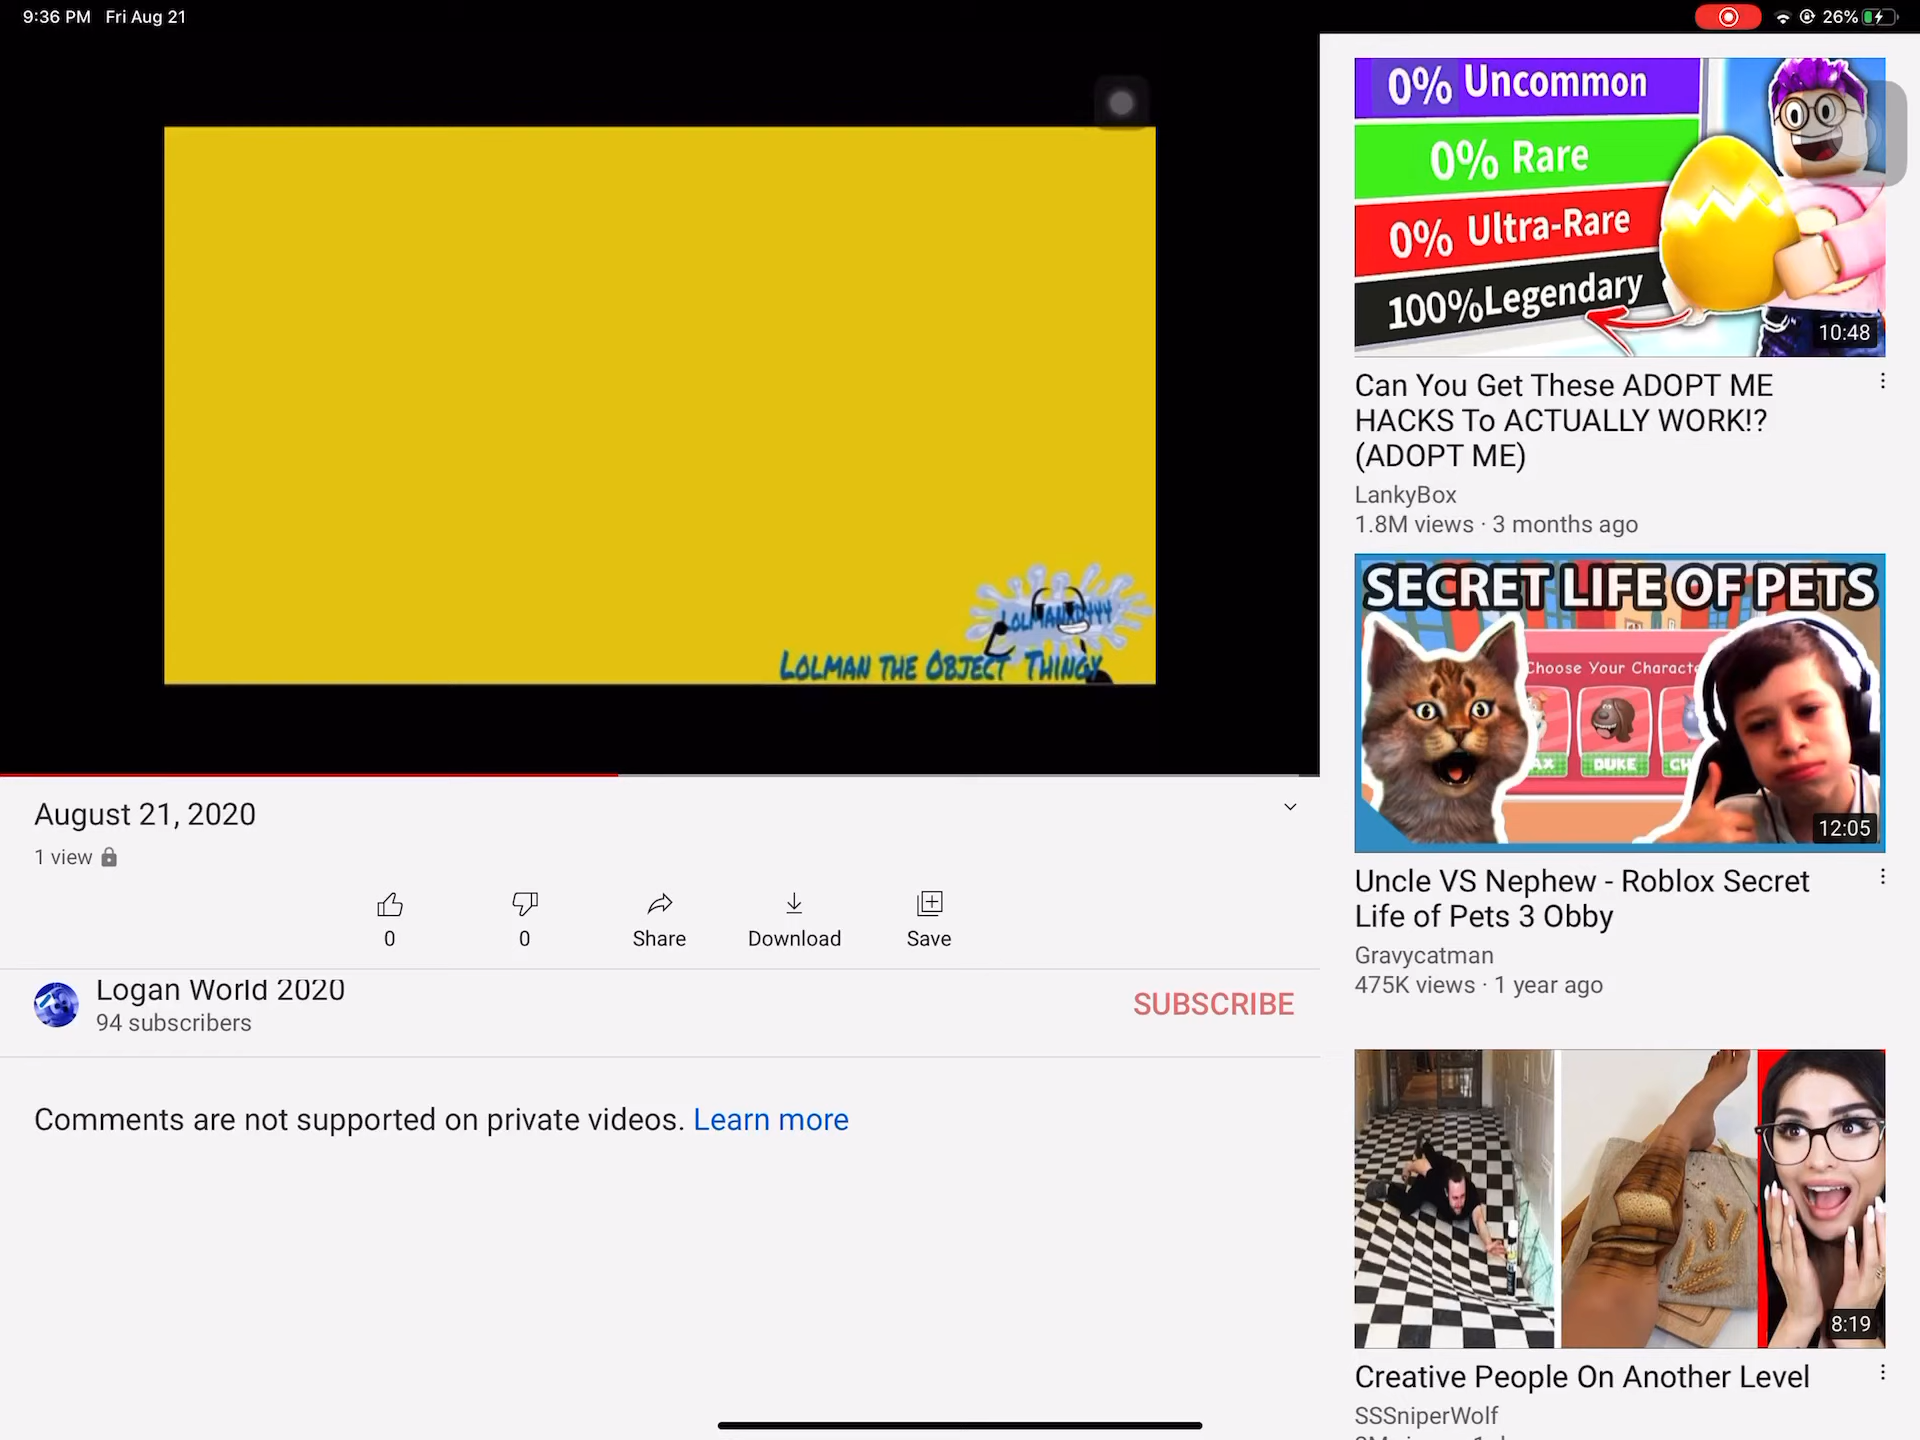 9:36 PM Fri Aug 21
26%
LOLMANXD444
LOLMAN THE OBJECT THINGY
August 21, 2020
1 view
0
0
Share
Download
Save
Logan World 2020
94 subscribers
SUBSCRIBE
Comments are not supported on private videos. Learn more
0% Uncommon
0% Rare
0% Ultra-Rare
100% Legendary
10:48
Can You Get These ADOPT ME
HACKS To ACTUALLY WORK!?
(ADOPT ME)
LankyBox
1.8M views · 3 months ago
SECRET LIFE OF PETS
Choose Your Characte
AX
DUKE
CH
12:05
Uncle VS Nephew - Roblox Secret
Life of Pets 3 Obby
Gravycatman
475K views · 1 year ago
8:19
Creative People On Another Level
SSSniperWolf